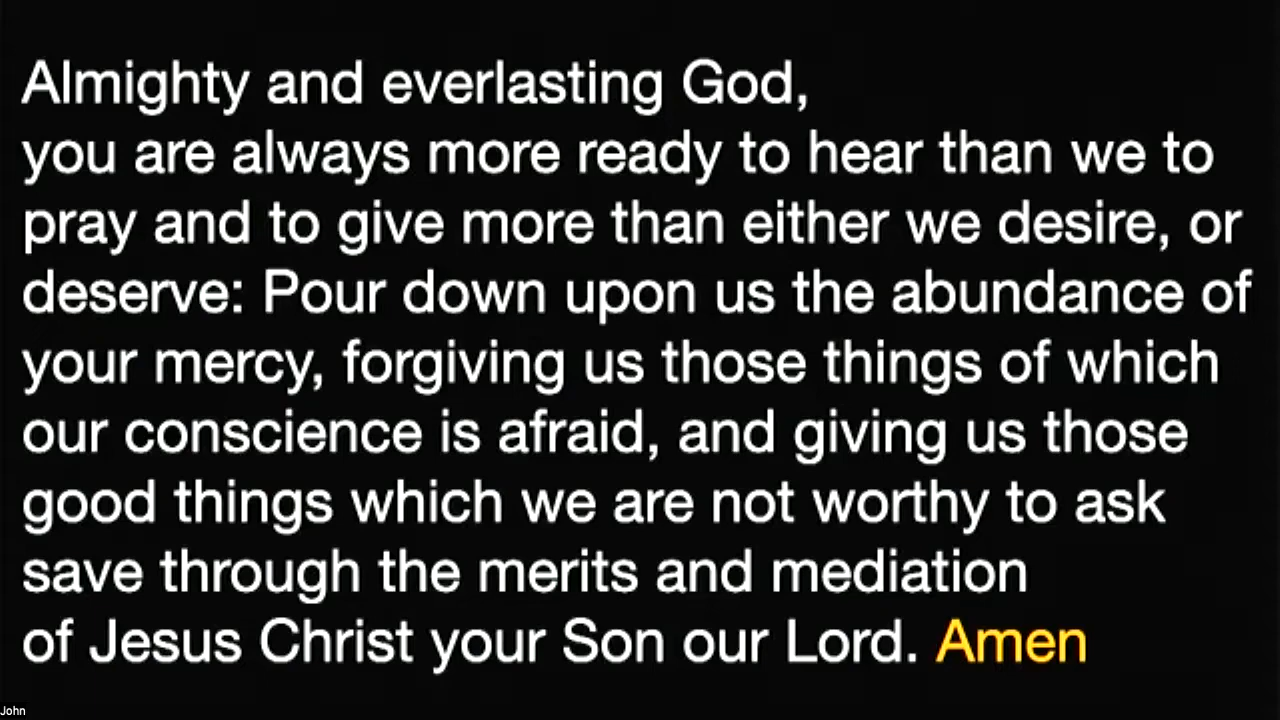 Almighty and everlasting God,
you are always more ready to hear than we to
pray and to give more than either we desire, or
deserve: Pour down upon us the abundance of
your mercy, forgiving us those things of which
our conscience is afraid, and giving us those
good things which we are not worthy to ask
save through the merits and mediation
of Jesus Christ your Son our Lord. Amen
John